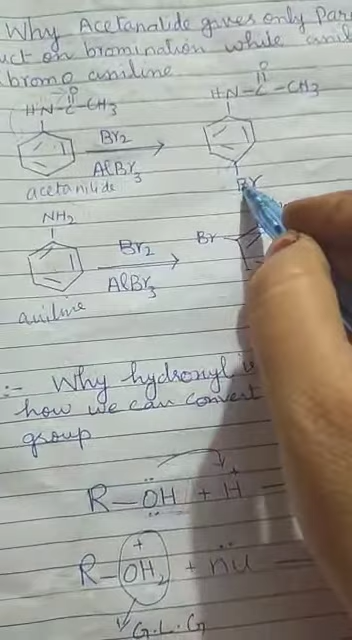 Why Acetanalide gives only Par
uct on bromination while anil
bromo aniline
HN-C-CH3
O
Br2
AlBr3
acetanilide
HN-C-CH3
O
Br
NH2
Br2
AlBr3
aniline
Br
:- Why hydroxyl is
how we can convert
group
R-OH + H+
R-OH2 + nu
+
G.L.G